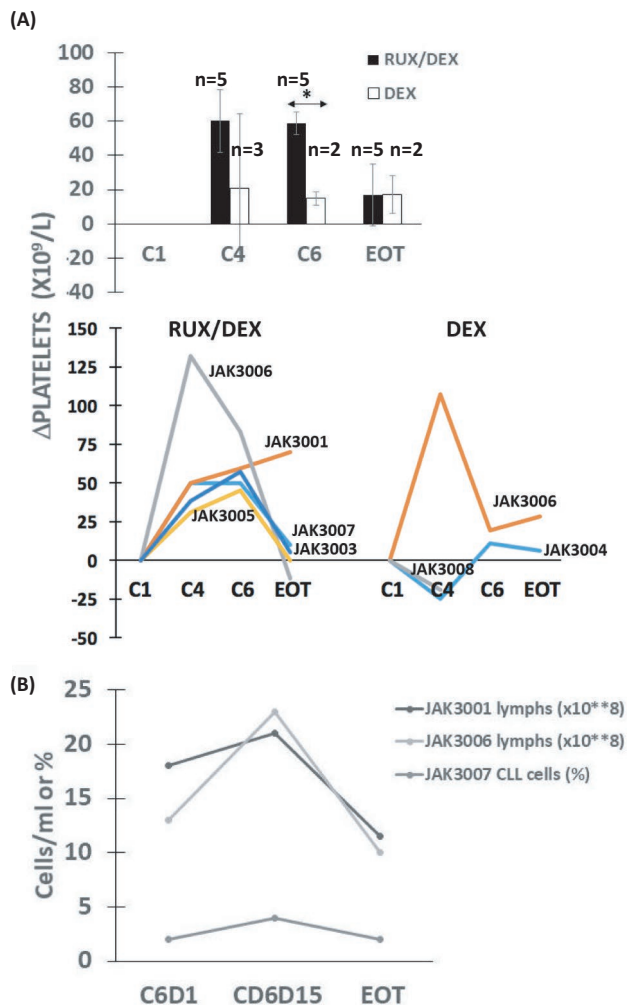 (A)
ΔPLATELETS (X10⁹/L)
100
80
60
40
20
0
-20
-40
n=5
n=3
n=5
*
n=2
n=5
n=2
RUX/DEX
DEX
C1
C4
C6
EOT
RUX/DEX
DEX
150
125
100
75
50
25
0
-25
-50
JAK3006
JAK3001
JAK3005
JAK3007
JAK3003
C1
C4
C6
EOT
JAK3006
JAK3004
JAK3008
C1
C4
C6
EOT
(B)
Cells/ml or %
25
20
15
10
5
0
JAK3001 lymphs (x10**8)
JAK3006 lymphs (x10**8)
JAK3007 CLL cells (%)
C6D1
CD6D15
EOT